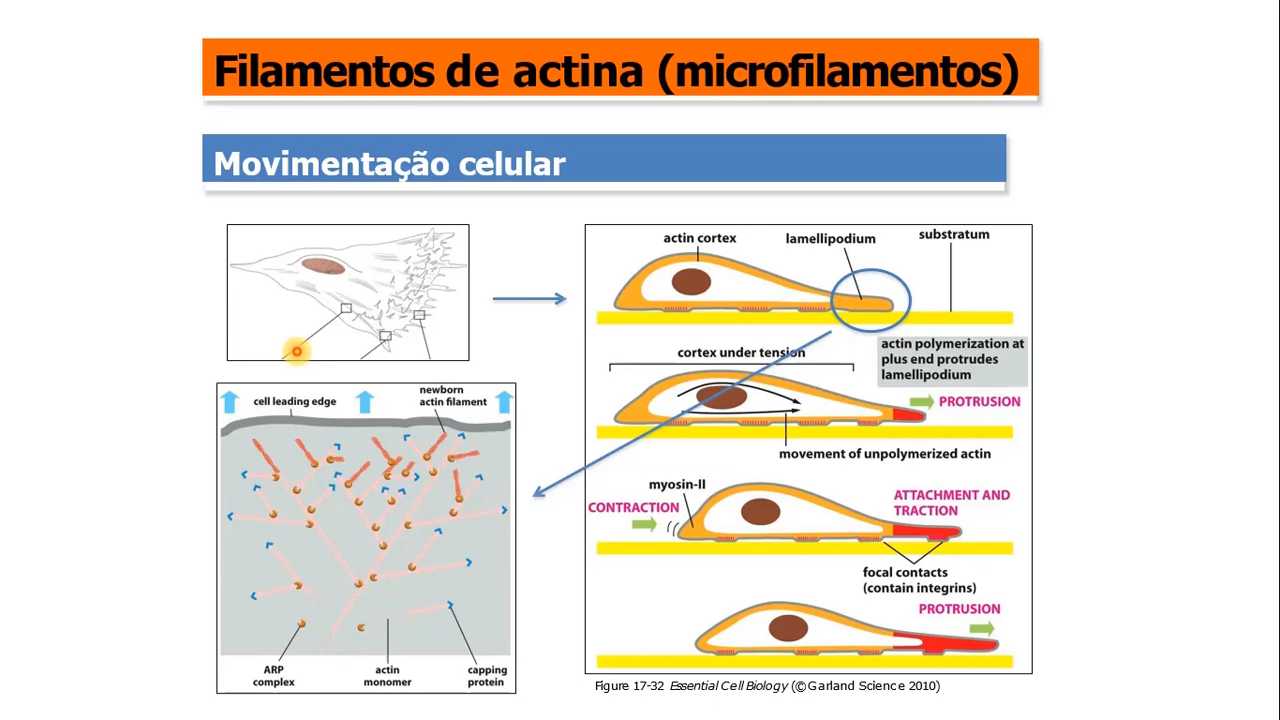 Filamentos de actina (microfilamentos)
Movimentação celular
actin cortex
lamellipodium
substratum
actin polymerization at
plus end protrudes
lamellipodium
cortex under tension
PROTRUSION
movement of unpolymerized actin
myosin-II
CONTRACTION
ATTACHMENT AND
TRACTION
focal contacts
(contain integrins)
PROTRUSION
cell leading edge
newborn
actin filament
ARP
complex
actin
monomer
capping
protein
Figure 17-32 Essential Cell Biology (© Garland Science 2010)